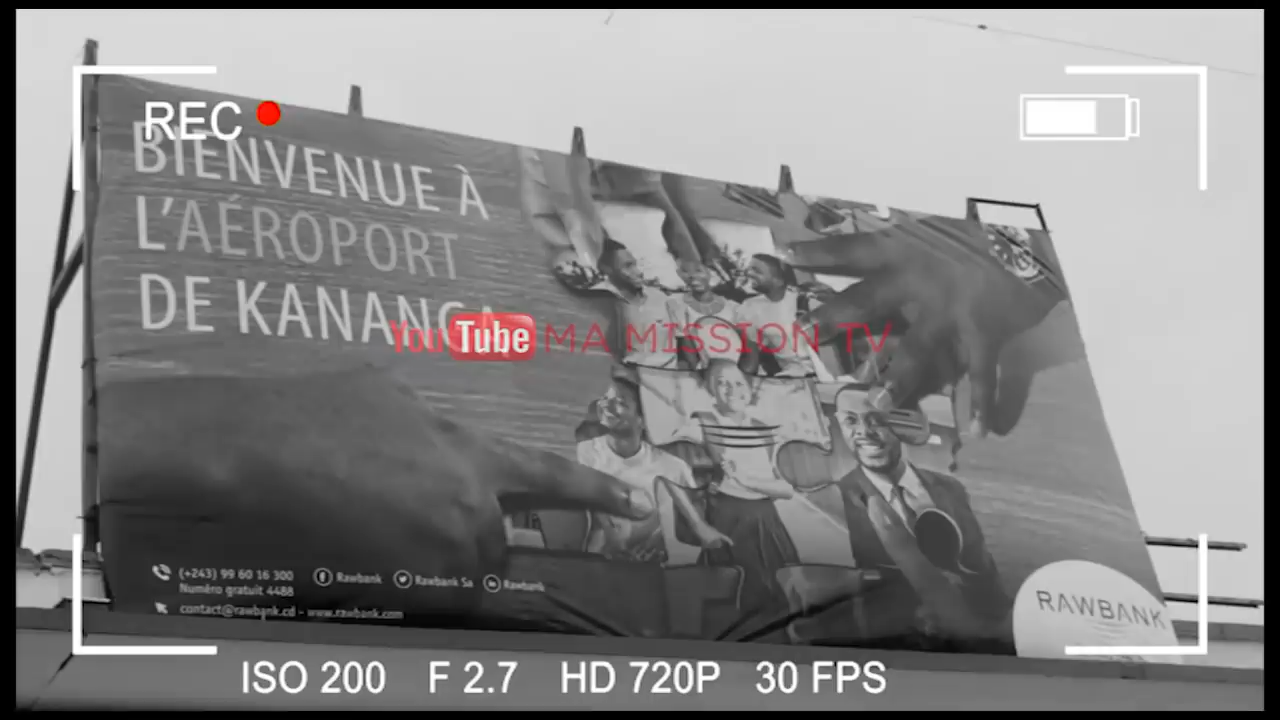 REC
BIENVENUE À
L'AÉROPORT
DE KANANGA
YouTube MA MISSION TV
(+243) 99 60 16 300
Numéro gratuit 4488
Rawbank Rawbank Sa Rawbank
contact@rawbank.cd - www.rawbank.com
RAWBANK
ISO 200 F 2.7 HD 720P 30 FPS